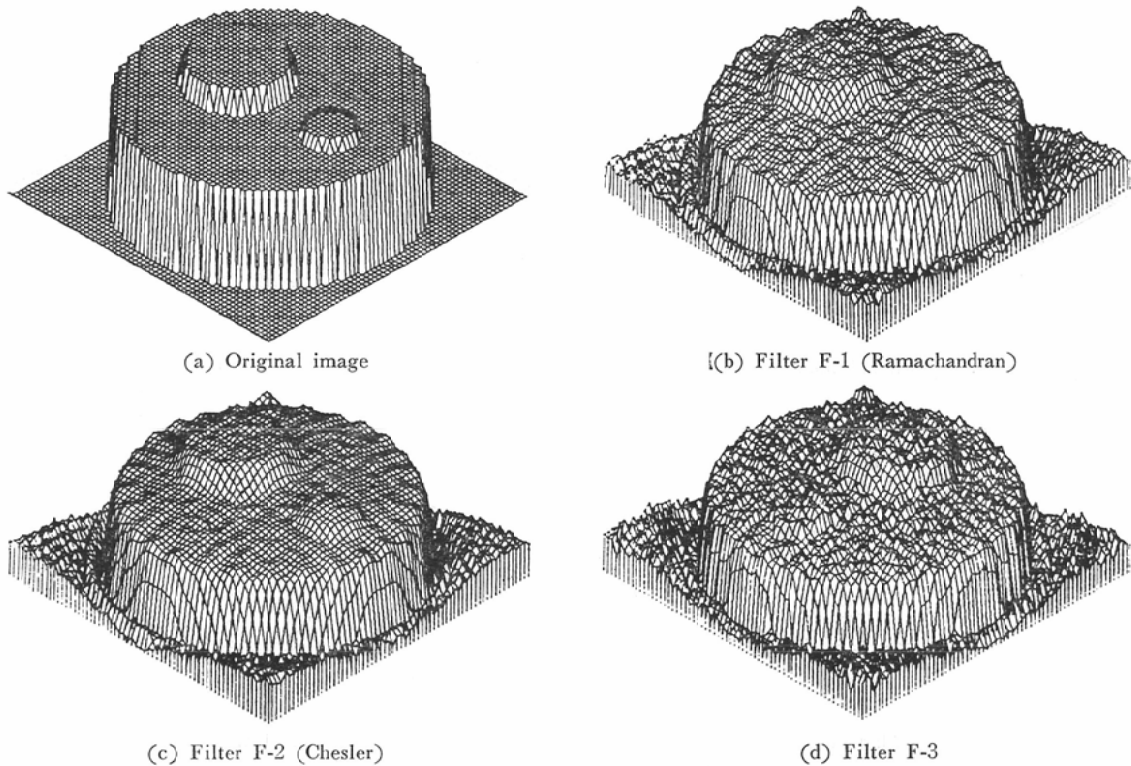 (a) Original image
(b) Filter F-1 (Ramachandran)
(c) Filter F-2 (Chesler)
(d) Filter F-3